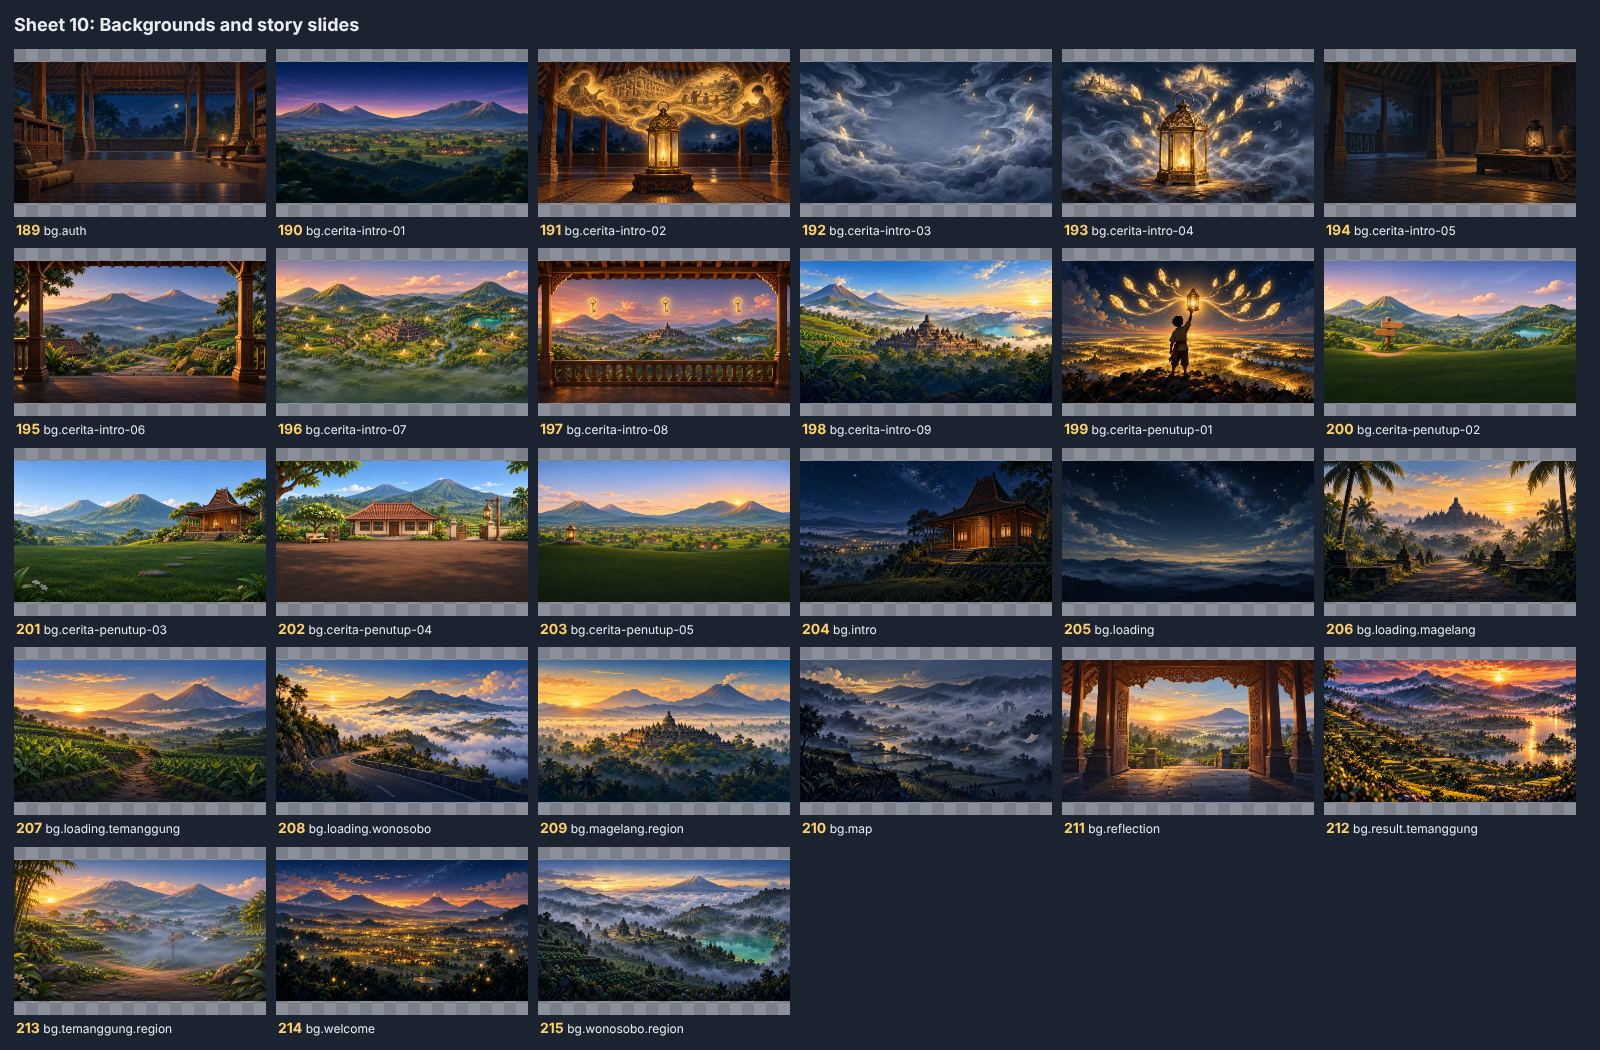 Sheet 10: Backgrounds and story slides
189 bg.auth
190 bg.cerita-intro-01
191 bg.cerita-intro-02
192 bg.cerita-intro-03
193 bg.cerita-intro-04
194 bg.cerita-intro-05
195 bg.cerita-intro-06
196 bg.cerita-intro-07
197 bg.cerita-intro-08
198 bg.cerita-intro-09
199 bg.cerita-penutup-01
200 bg.cerita-penutup-02
201 bg.cerita-penutup-03
202 bg.cerita-penutup-04
203 bg.cerita-penutup-05
204 bg.intro
205 bg.loading
206 bg.loading.magelang
207 bg.loading.temanggung
208 bg.loading.wonosobo
209 bg.magelang.region
210 bg.map
211 bg.reflection
212 bg.result.temanggung
213 bg.temanggung.region
214 bg.welcome
215 bg.wonosobo.region